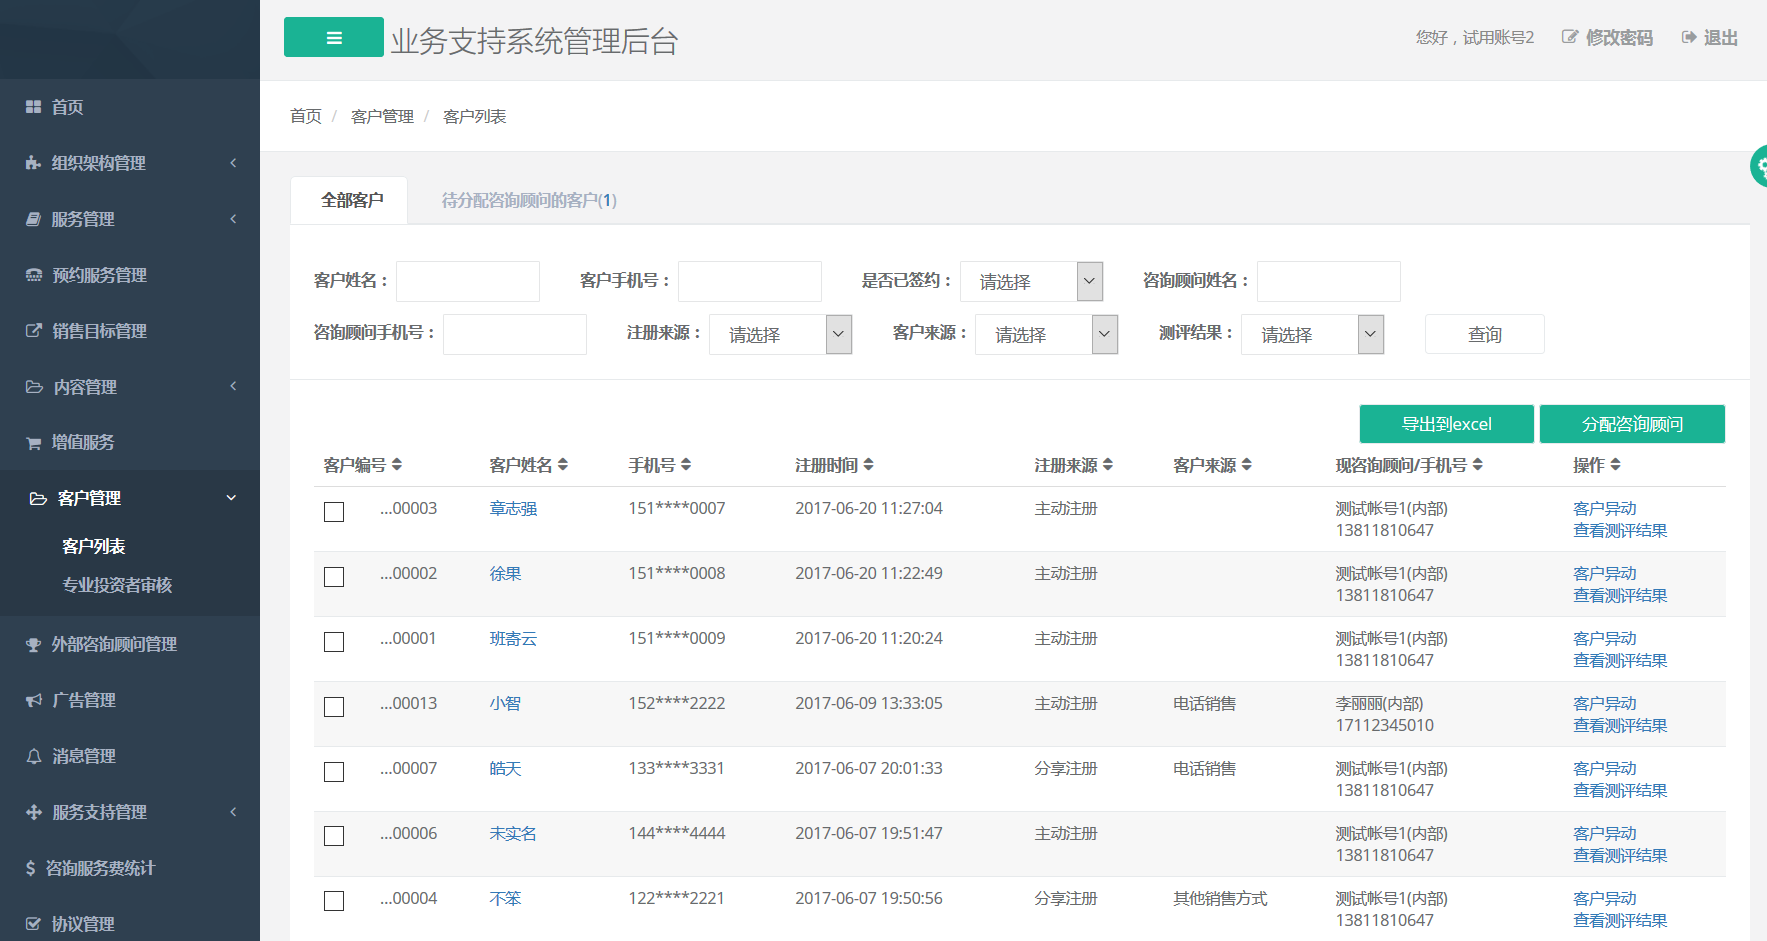 业务支持系统管理后台
您好，试用账号2 修改密码 退出
首页
组织架构管理
服务管理
预约服务管理
销售目标管理
内容管理
增值服务
客户管理
客户列表
专业投资者审核
外部咨询顾问管理
广告管理
消息管理
服务支持管理
咨询服务费统计
协议管理
首页 / 客户管理 / 客户列表
全部客户 待分配咨询顾问的客户(1)
客户姓名： 客户手机号： 是否已签约： 请选择 咨询顾问姓名：
咨询顾问手机号： 注册来源： 请选择 客户来源： 请选择 测评结果： 请选择 查询
导出到excel 分配咨询顾问
客户编号 客户姓名 手机号 注册时间 注册来源 客户来源 现咨询顾问/手机号 操作
...00003 章志强 151****0007 2017-06-20 11:27:04 主动注册 测试帐号1(内部) 客户异动
13811810647 查看测评结果
...00002 徐果 151****0008 2017-06-20 11:22:49 主动注册 测试帐号1(内部) 客户异动
13811810647 查看测评结果
...00001 班寄云 151****0009 2017-06-20 11:20:24 主动注册 测试帐号1(内部) 客户异动
13811810647 查看测评结果
...00013 小智 152****2222 2017-06-09 13:33:05 主动注册 电话销售 李丽丽(内部) 客户异动
17112345010 查看测评结果
...00007 皓天 133****3331 2017-06-07 20:01:33 分享注册 电话销售 测试帐号1(内部) 客户异动
13811810647 查看测评结果
...00006 未实名 144****4444 2017-06-07 19:51:47 主动注册 测试帐号1(内部) 客户异动
13811810647 查看测评结果
...00004 不笨 122****2221 2017-06-07 19:50:56 分享注册 其他销售方式 测试帐号1(内部) 客户异动
13811810647 查看测评结果